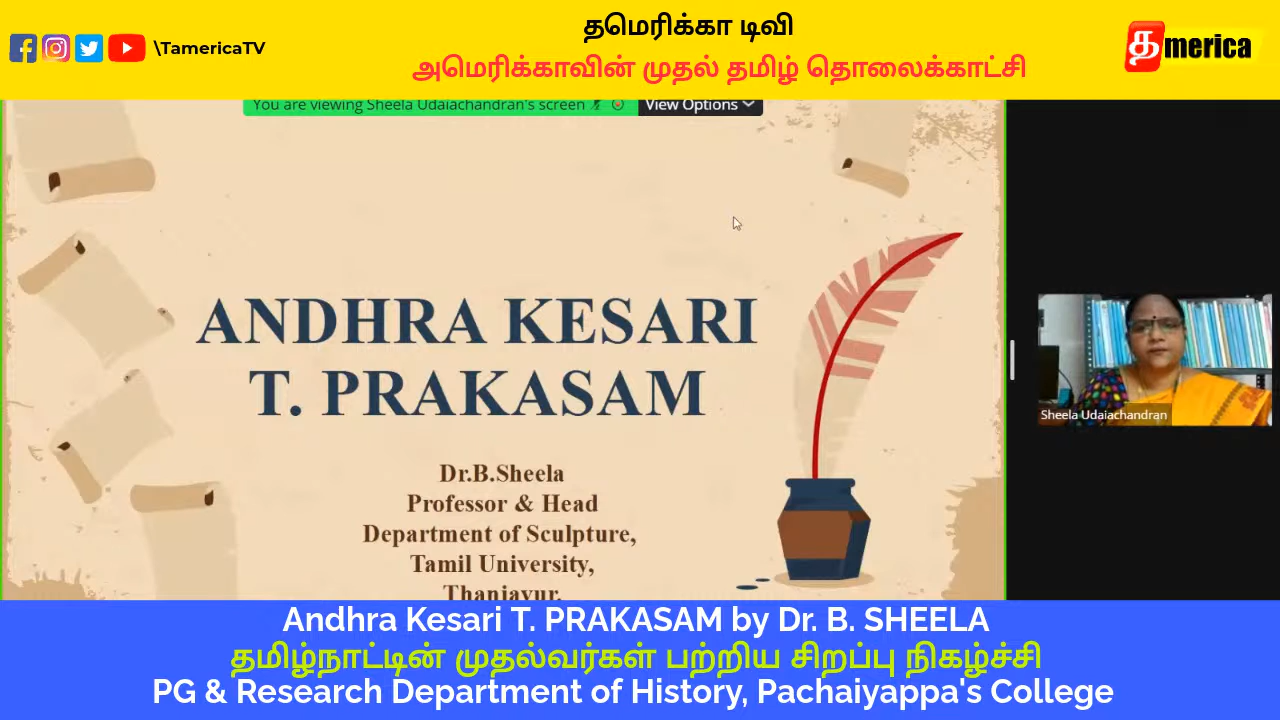 \TamericaTV
தமெரிக்கா டிவி
அமெரிக்காவின் முதல் தமிழ் தொலைக்காட்சி
தmerica
You are viewing Sheela Udaiachandran's screen
View Options
ANDHRA KESARI
T. PRAKASAM
Dr.B.Sheela
Professor & Head
Department of Sculpture,
Tamil University,
Thanjavur.
Sheela Udaiachandran
Andhra Kesari T. PRAKASAM by Dr. B. SHEELA
தமிழ்நாட்டின் முதல்வர்கள் பற்றிய சிறப்பு நிகழ்ச்சி
PG & Research Department of History, Pachaiyappa's College